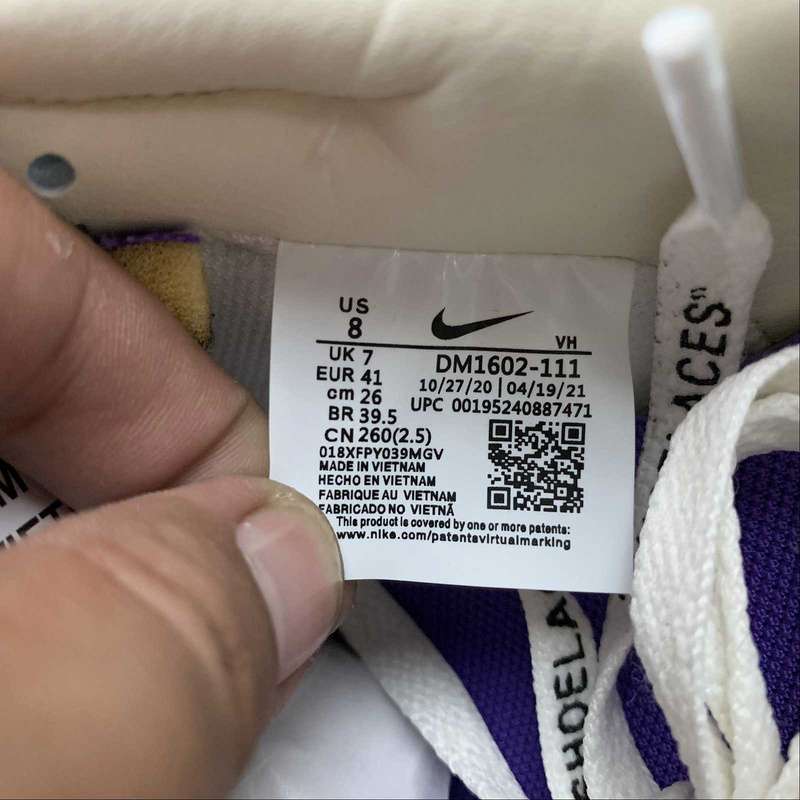 US
8
VH
UK 7
EUR 41
cm 26
BR 39.5
CN 260(2.5)
DM1602-111
10/27/20 | 04/19/21
UPC 00195240887471
018XFPY039MGV
MADE IN VIETNAM
HECHO EN VIETNAM
FABRIQUE AU VIETNAM
FABRICADO NO VIETNÃ
This product is covered by one or more patents:
www.nike.com/patentsvirtualmarking
LACES"
SHOELA